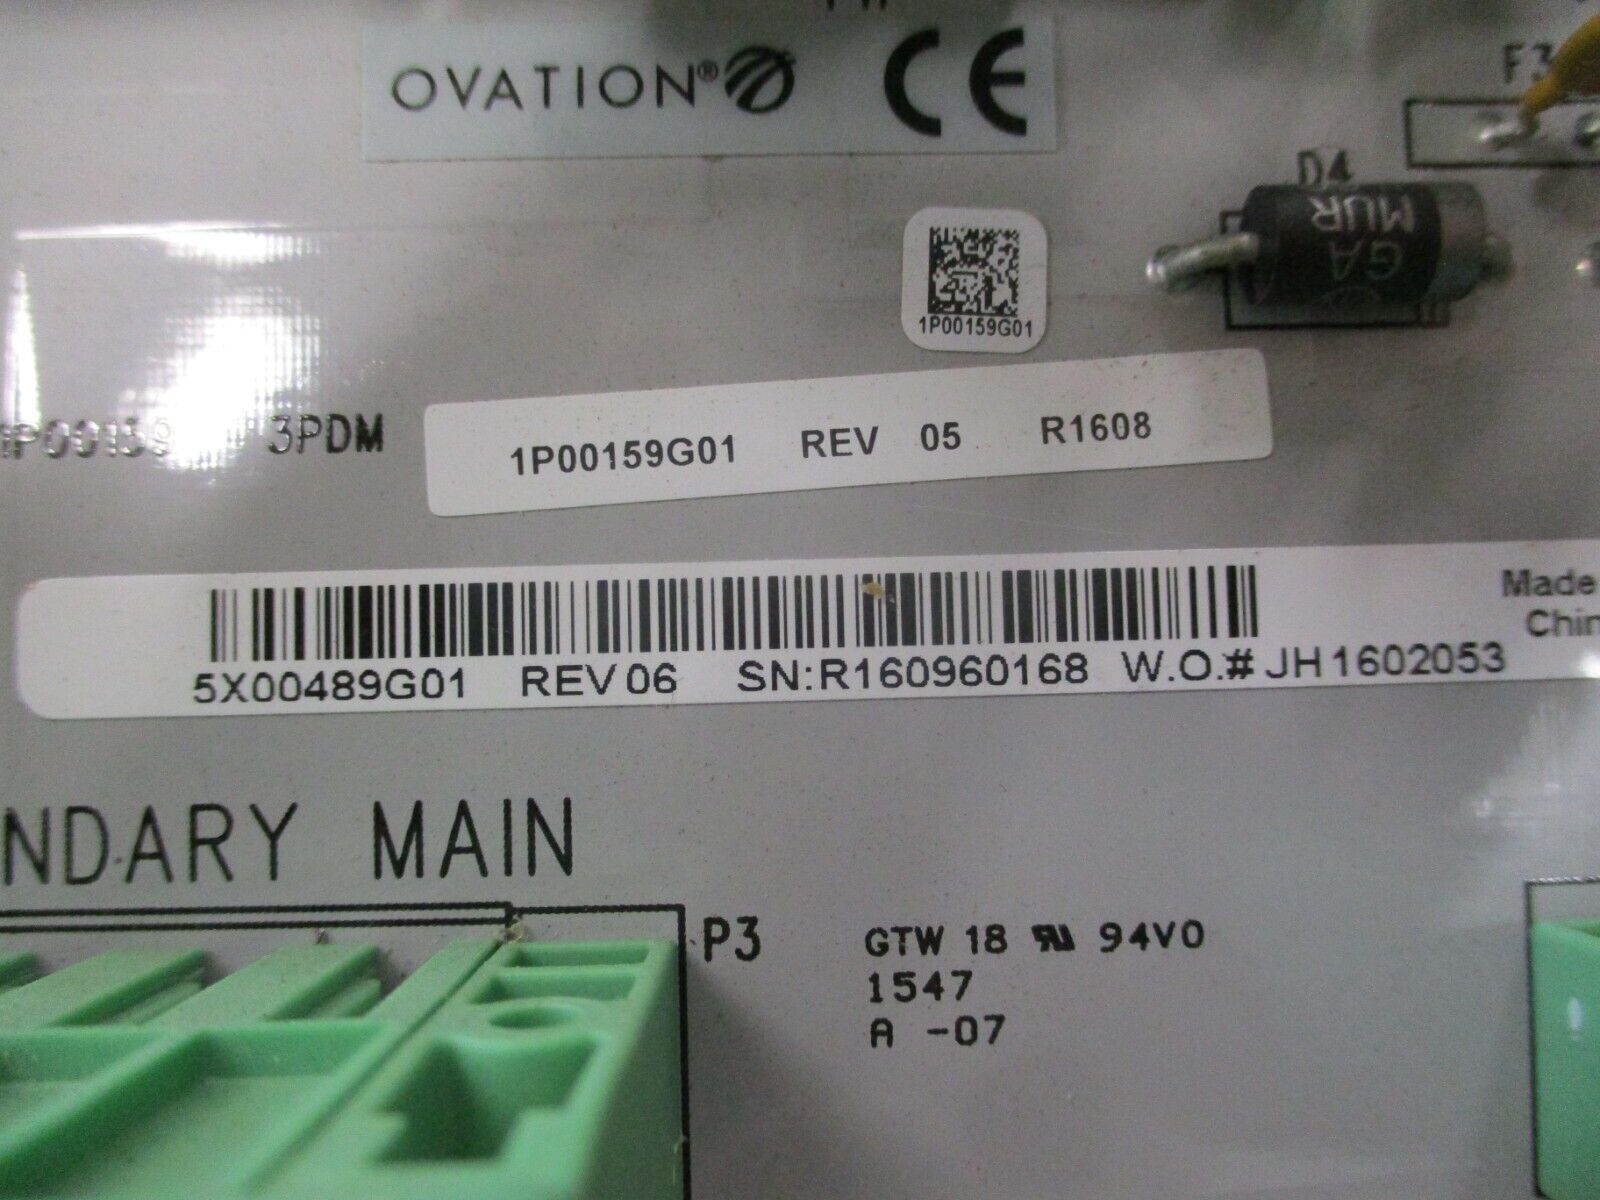 OVATION® CE
F3
D4
MUR
GA
1P00159G01
1P00159 3PDM
1P00159G01 REV 05 R1608
Made
Chin
5X00489G01 REV 06 SN:R160960168 W.O.# JH1602053
NDARY MAIN
P3
GTW 18 94V0
1547
A -07